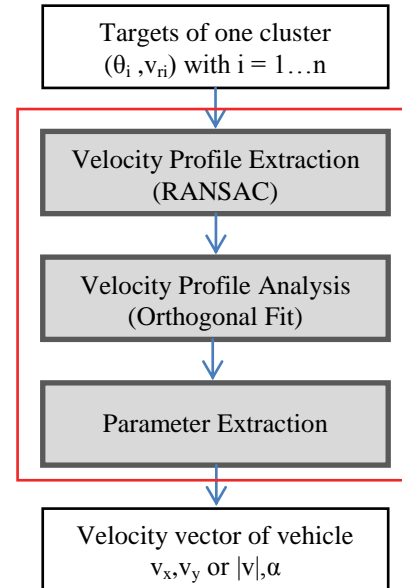 Targets of one cluster
(θᵢ ,vᵣᵢ) with i = 1…n
Velocity Profile Extraction
(RANSAC)
Velocity Profile Analysis
(Orthogonal Fit)
Parameter Extraction
Velocity vector of vehicle
vₓ,vᵧ or |v|,α